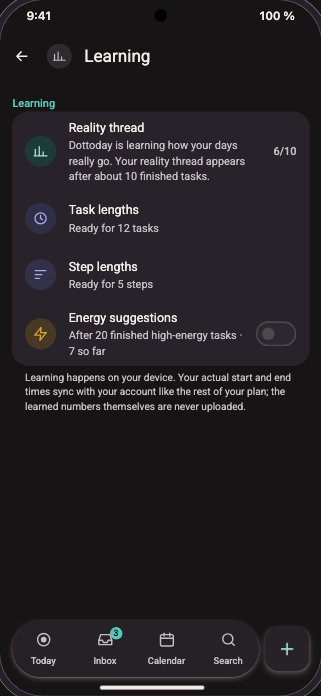 9:41
100 %
Learning
Learning
Reality thread
Dottoday is learning how your days
really go. Your reality thread appears
after about 10 finished tasks.
6/10
Task lengths
Ready for 12 tasks
Step lengths
Ready for 5 steps
Energy suggestions
After 20 finished high-energy tasks ·
7 so far
Learning happens on your device. Your actual start and end
times sync with your account like the rest of your plan; the
learned numbers themselves are never uploaded.
3
Today
Inbox
Calendar
Search